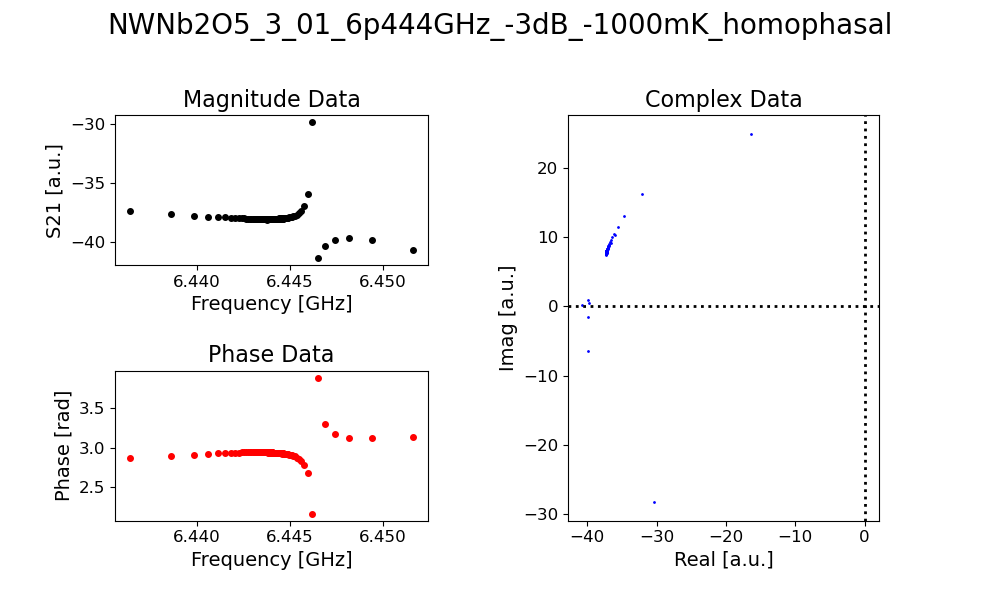 NWNb2O5_3_01_6p444GHz_-3dB_-1000mK_homophasal
Magnitude Data
S21 [a.u.]
−30
−35
−40
6.440 6.445 6.450
Frequency [GHz]
Phase Data
Phase [rad]
3.5
3.0
2.5
6.440 6.445 6.450
Frequency [GHz]
Complex Data
Imag [a.u.]
20
10
0
−10
−20
−30
−40 −30 −20 −10 0
Real [a.u.]